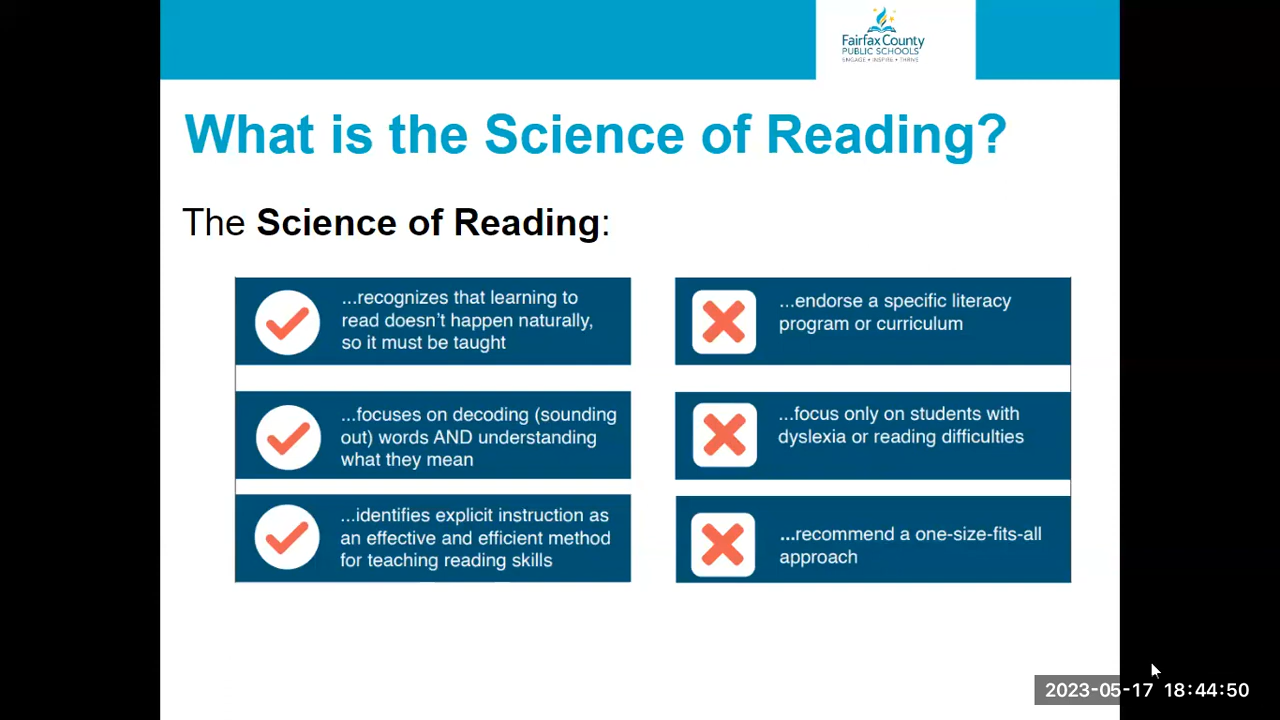 Fairfax County
PUBLIC SCHOOLS
ENGAGE • INSPIRE • THRIVE
What is the Science of Reading?
The Science of Reading:
...recognizes that learning to
read doesn't happen naturally,
so it must be taught
...endorse a specific literacy
program or curriculum
...focuses on decoding (sounding
out) words AND understanding
what they mean
...focus only on students with
dyslexia or reading difficulties
...identifies explicit instruction as
an effective and efficient method
for teaching reading skills
...recommend a one-size-fits-all
approach
2023-05-17 18:44:50